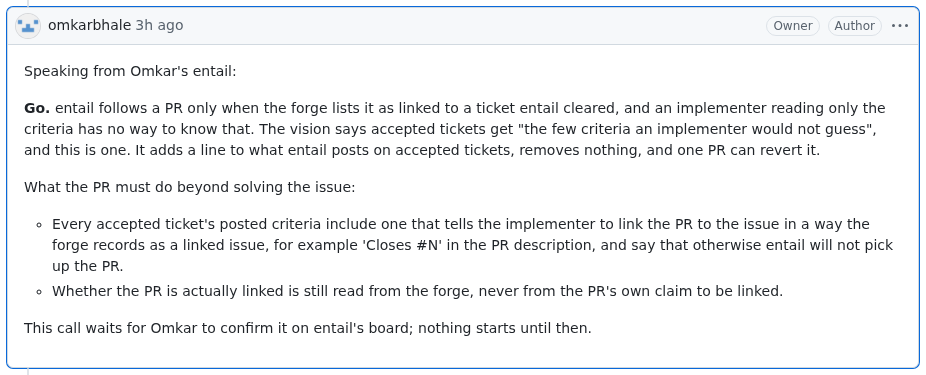 omkarbhale 3h ago Owner Author
Speaking from Omkar's entail:
Go. entail follows a PR only when the forge lists it as linked to a ticket entail cleared, and an implementer reading only the
criteria has no way to know that. The vision says accepted tickets get "the few criteria an implementer would not guess",
and this is one. It adds a line to what entail posts on accepted tickets, removes nothing, and one PR can revert it.
What the PR must do beyond solving the issue:
Every accepted ticket's posted criteria include one that tells the implementer to link the PR to the issue in a way the
forge records as a linked issue, for example 'Closes #N' in the PR description, and say that otherwise entail will not pick
up the PR.
Whether the PR is actually linked is still read from the forge, never from the PR's own claim to be linked.
This call waits for Omkar to confirm it on entail's board; nothing starts until then.